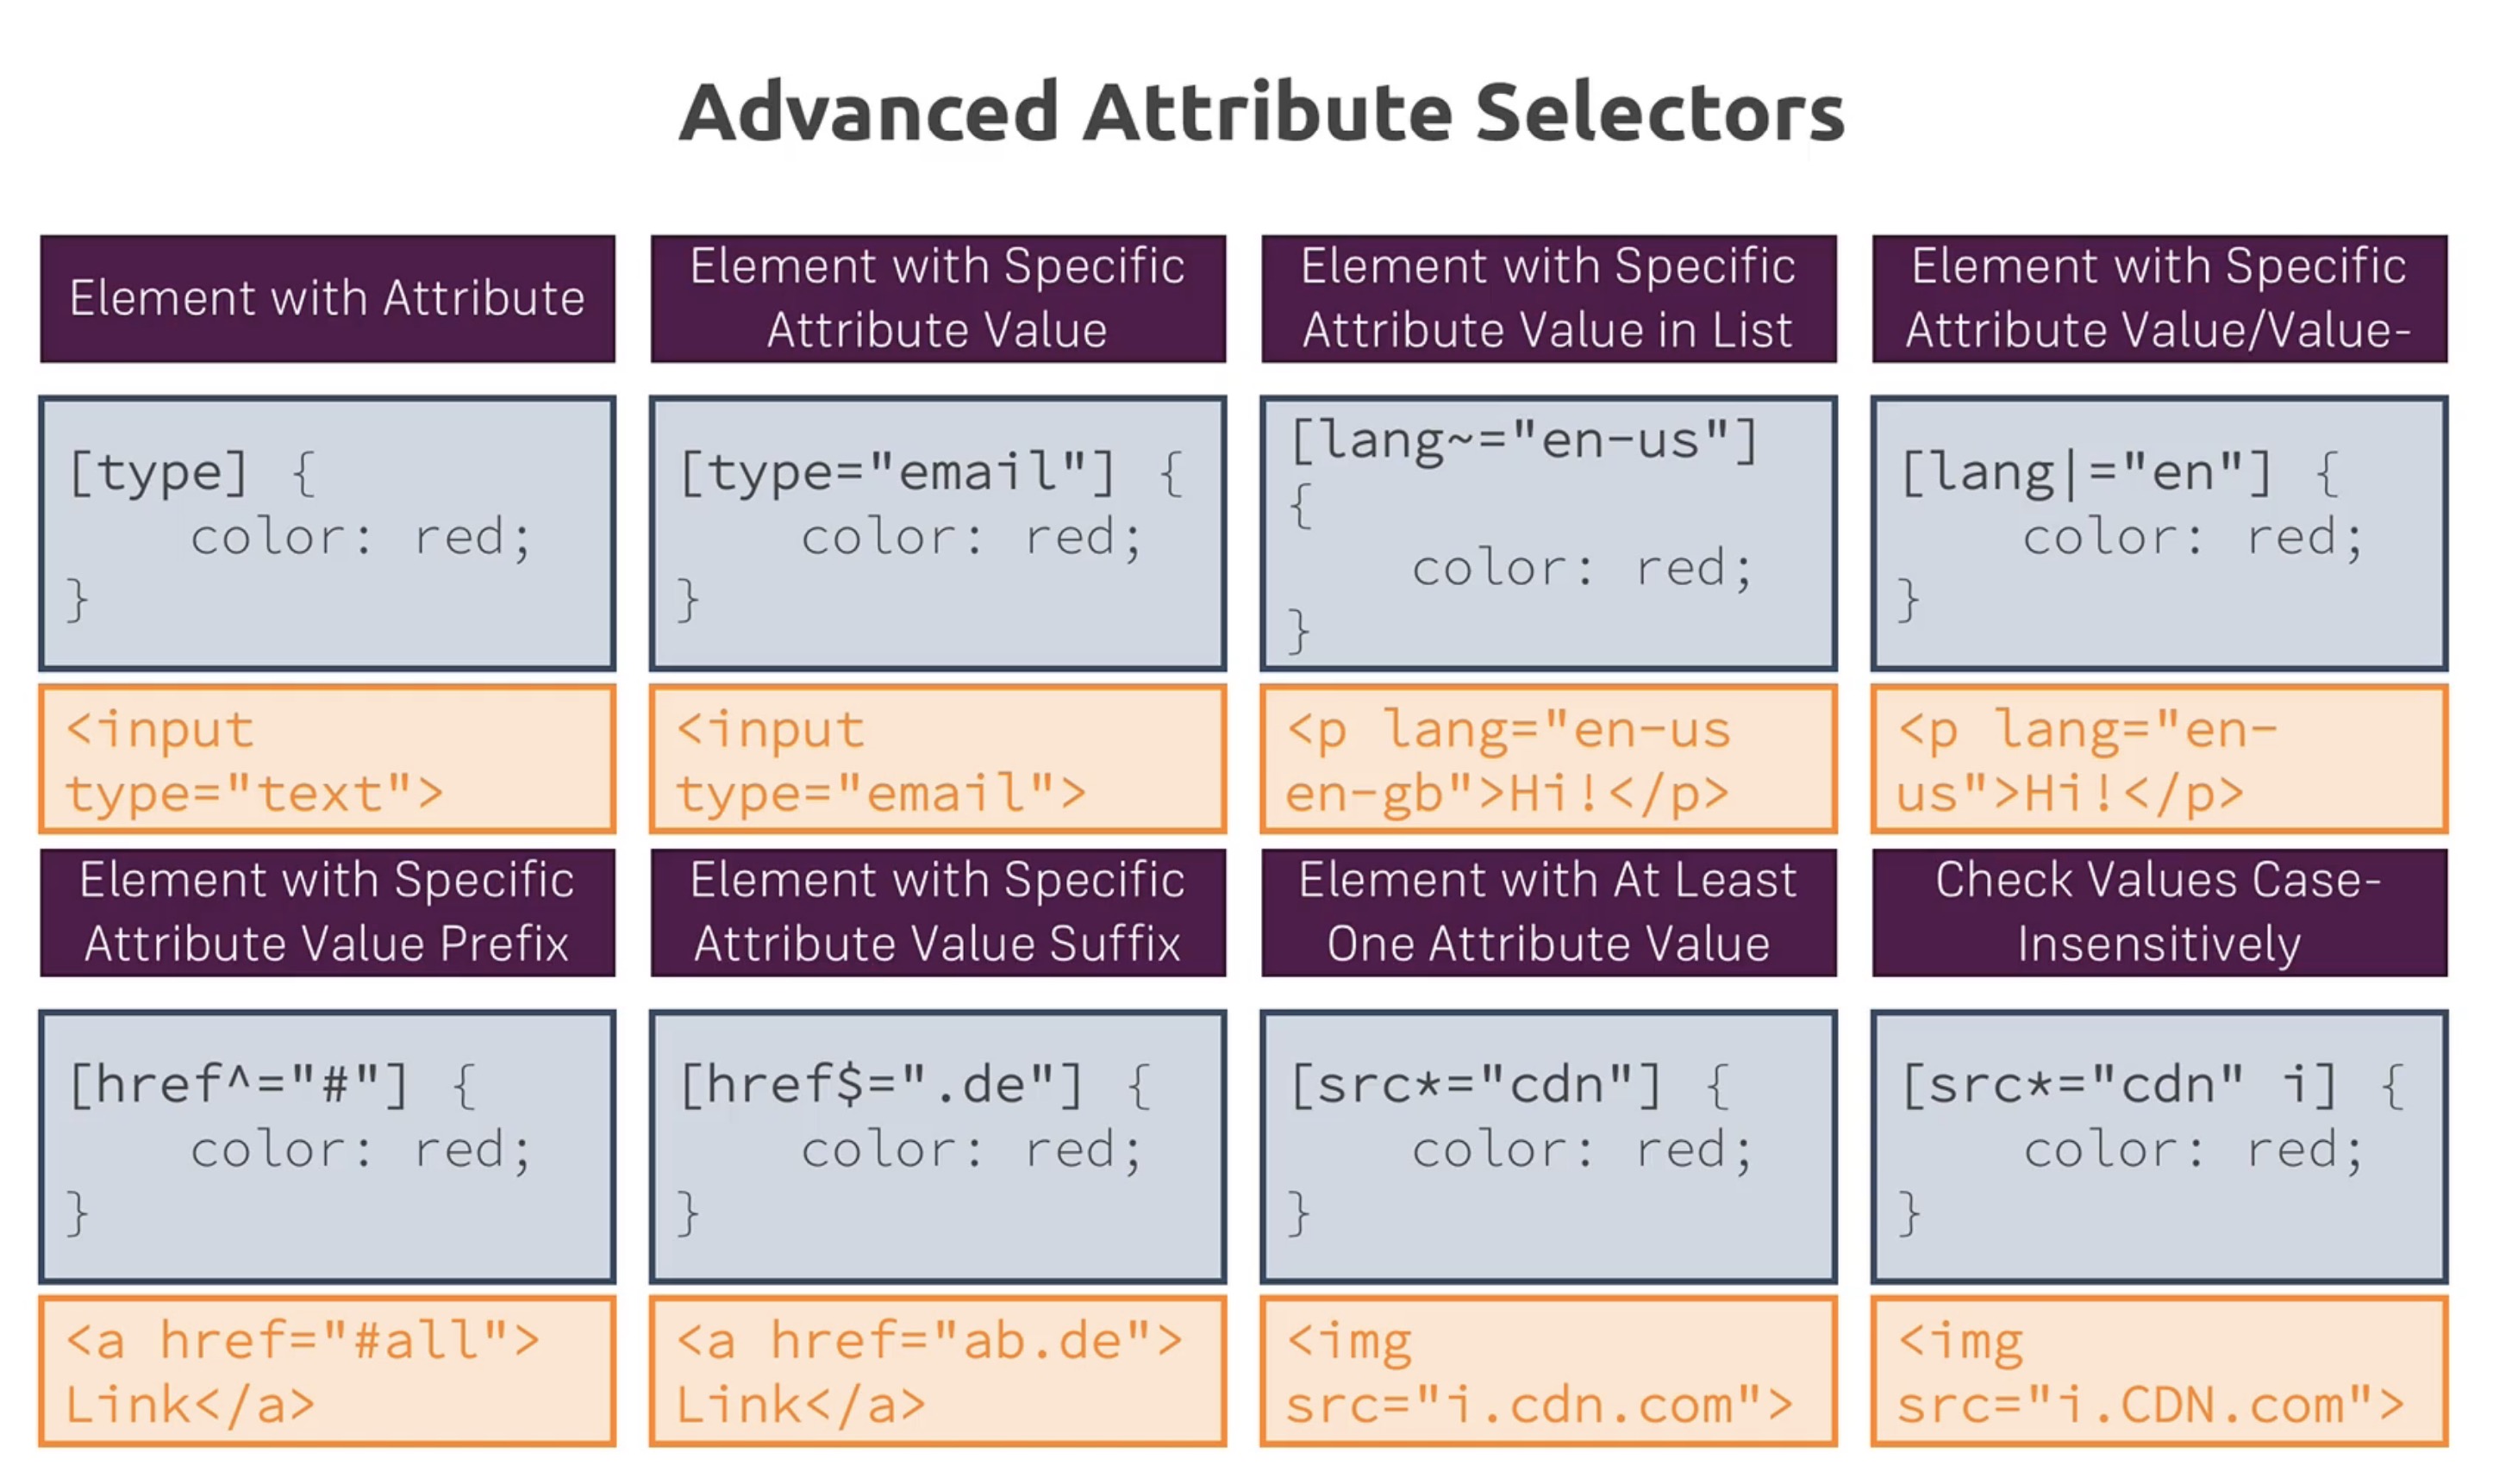 Advanced Attribute Selectors
Element with Attribute
[type] {
color: red;
}
<input
type="text">
Element with Specific
Attribute Value
[type="email"] {
color: red;
}
<input
type="email">
Element with Specific
Attribute Value in List
[lang~="en-us"]
{
color: red;
}
<p lang="en-us
en-gb">Hi!</p>
Element with Specific
Attribute Value/Value-
[lang|="en"] {
color: red;
}
<p lang="en-
us">Hi!</p>
Element with Specific
Attribute Value Prefix
[href^="#"] {
color: red;
}
<a href="#all">
Link</a>
Element with Specific
Attribute Value Suffix
[href$=".de"] {
color: red;
}
<a href="ab.de">
Link</a>
Element with At Least
One Attribute Value
[src*="cdn"] {
color: red;
}
<img
src="i.cdn.com">
Check Values Case-
Insensitively
[src*="cdn" i] {
color: red;
}
<img
src="i.CDN.com">